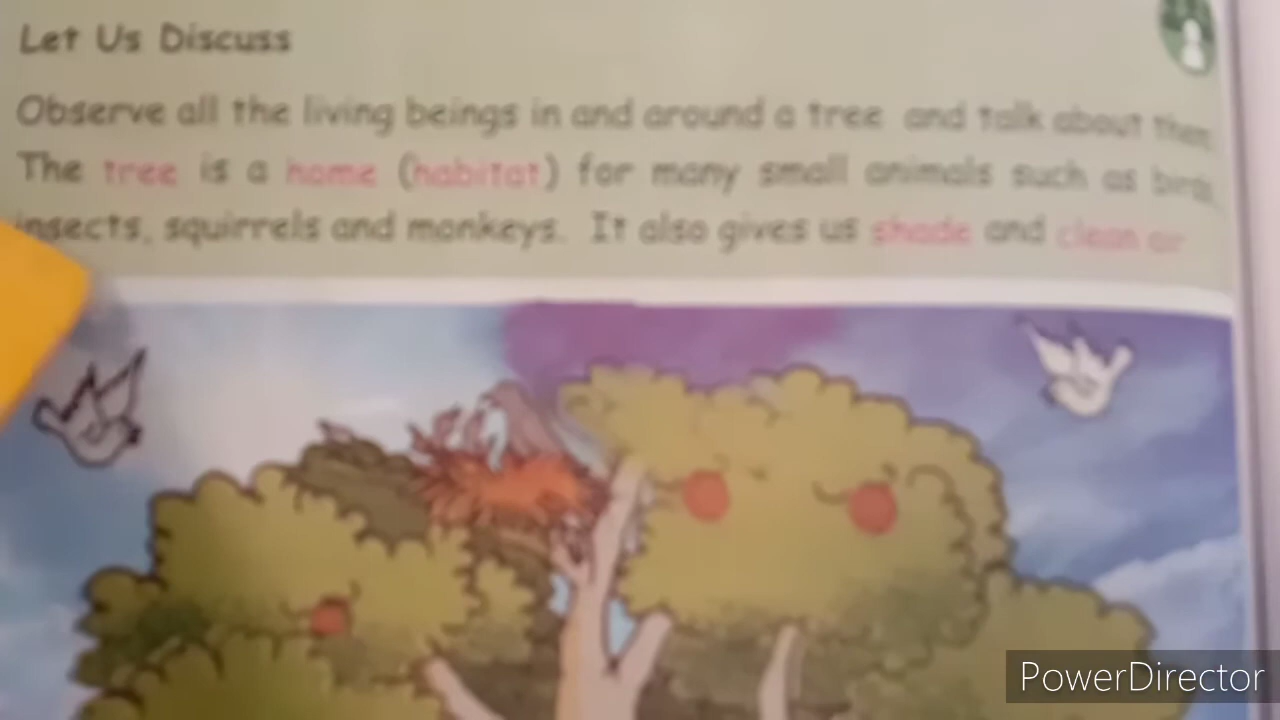 Let Us Discuss
Observe all the living beings in and around a tree and talk about them
The tree is a home (habitat) for many small animals such as birds,
insects, squirrels and monkeys. It also gives us shade and clean air
PowerDirector